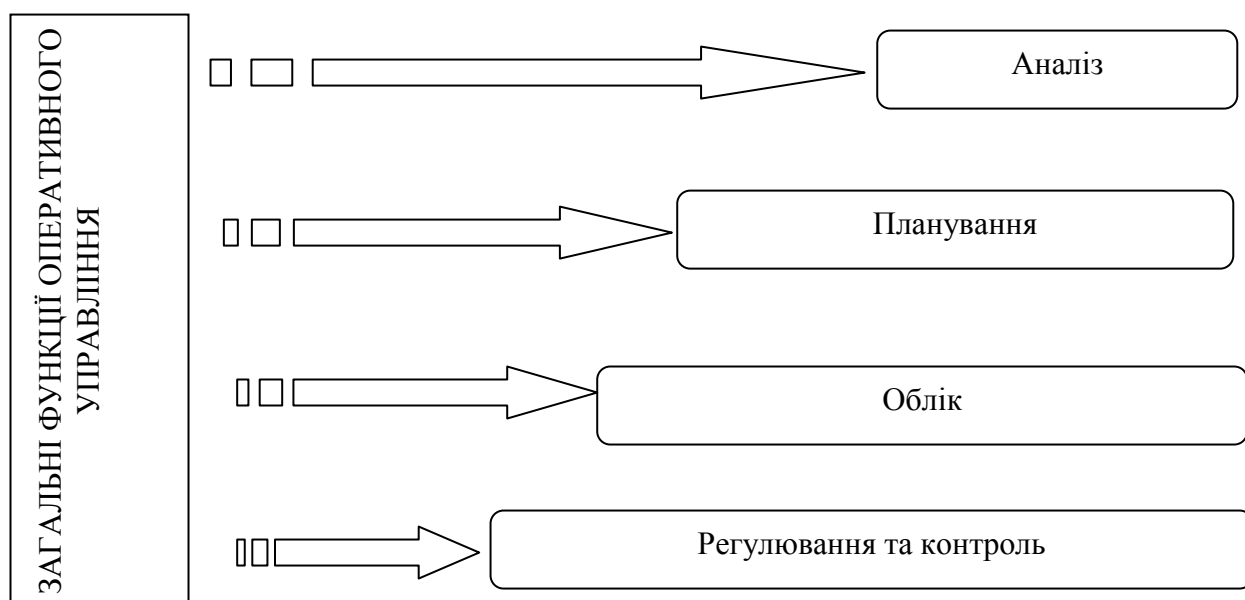 ЗАГАЛЬНІ ФУНКЦІЇ ОПЕРАТИВНОГО
УПРАВЛІННЯ
Аналіз
Планування
Облік
Регулювання та контроль